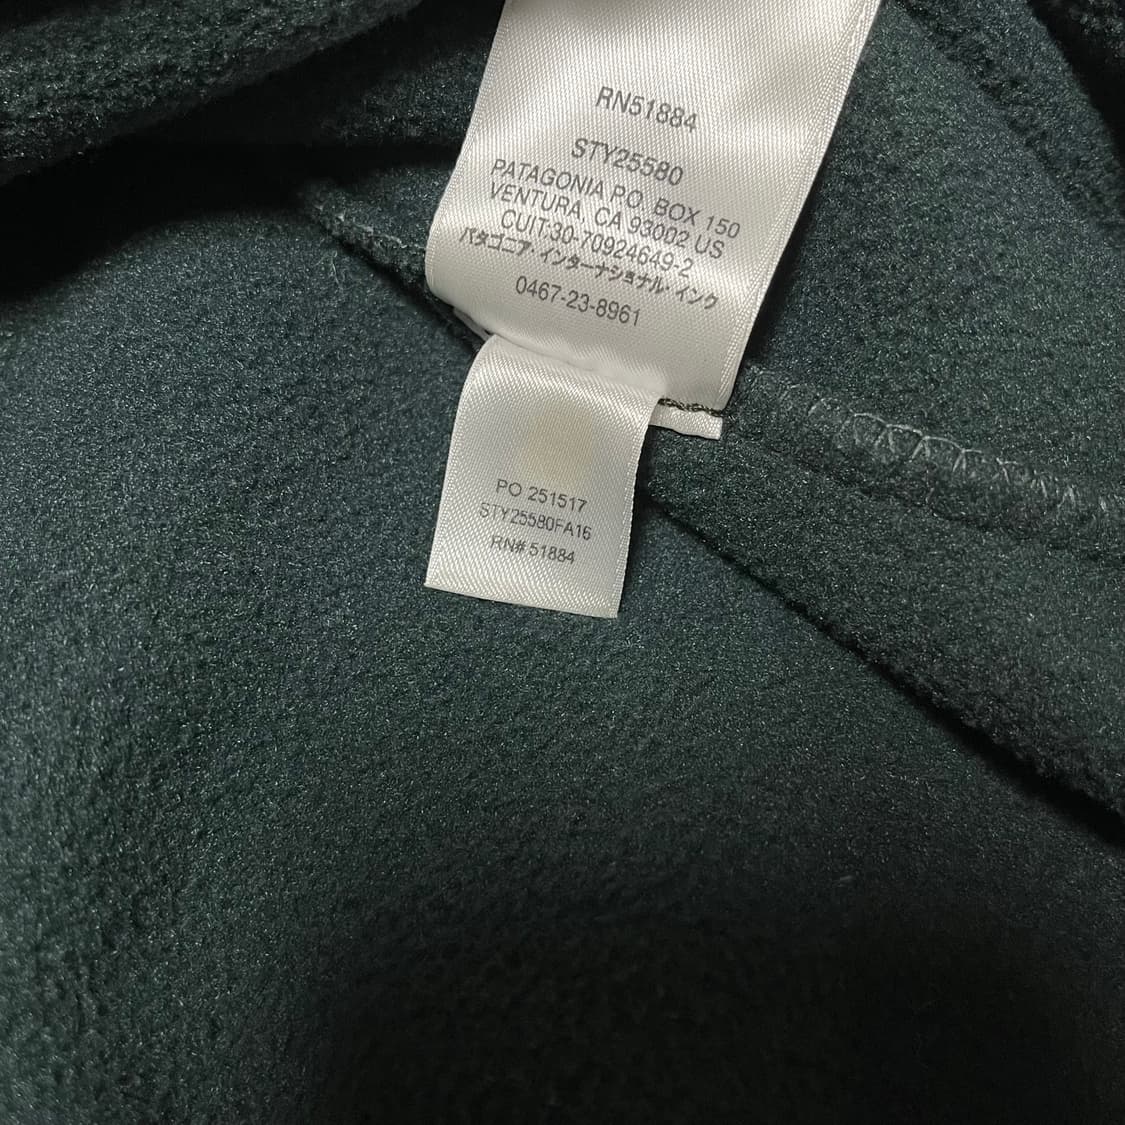 RN51884
STY25580
PATAGONIA P.O. BOX 150
VENTURA, CA 93002 US
CUIT:30-70924649-2
パタゴニア・インターナショナル・インク
0467-23-8961
PO 251517
STY25580FA16
RN# 51884